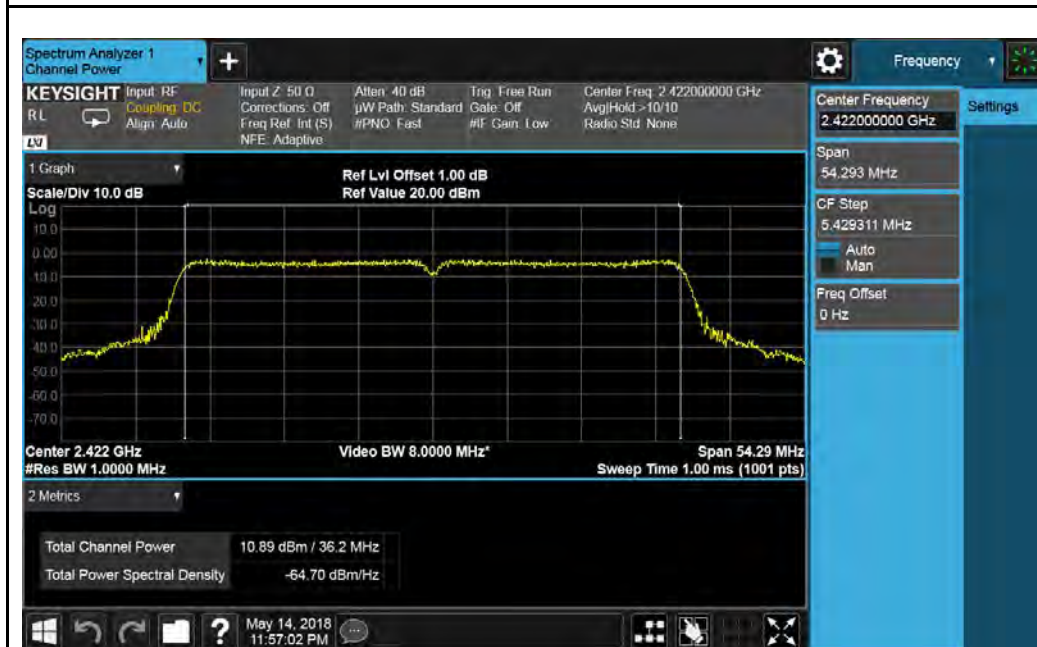 Spectrum Analyzer 1
Channel Power
+
Frequency
KEYSIGHT
RL
LXI
Input: RF
Coupling: DC
Align: Auto
Input Z: 50 Ω
Corrections: Off
Freq Ref: Int (S)
NFE: Adaptive
Atten: 40 dB
µW Path: Standard
#PNO: Fast
Trig: Free Run
Gate: Off
#IF Gain: Low
Center Freq: 2.422000000 GHz
Avg|Hold:>10/10
Radio Std: None
Center Frequency
2.422000000 GHz
Settings
Span
54.293 MHz
CF Step
5.429311 MHz
Auto
Man
Freq Offset
0 Hz
1 Graph
Scale/Div 10.0 dB
Ref Lvl Offset 1.00 dB
Ref Value 20.00 dBm
Log
10.0
0.00
-10.0
-20.0
-30.0
-40.0
-50.0
-60.0
-70.0
Center 2.422 GHz
#Res BW 1.0000 MHz
Video BW 8.0000 MHz*
Span 54.29 MHz
Sweep Time 1.00 ms (1001 pts)
2 Metrics
Total Channel Power 10.89 dBm / 36.2 MHz
Total Power Spectral Density -64.70 dBm/Hz
?
May 14, 2018
11:57:02 PM